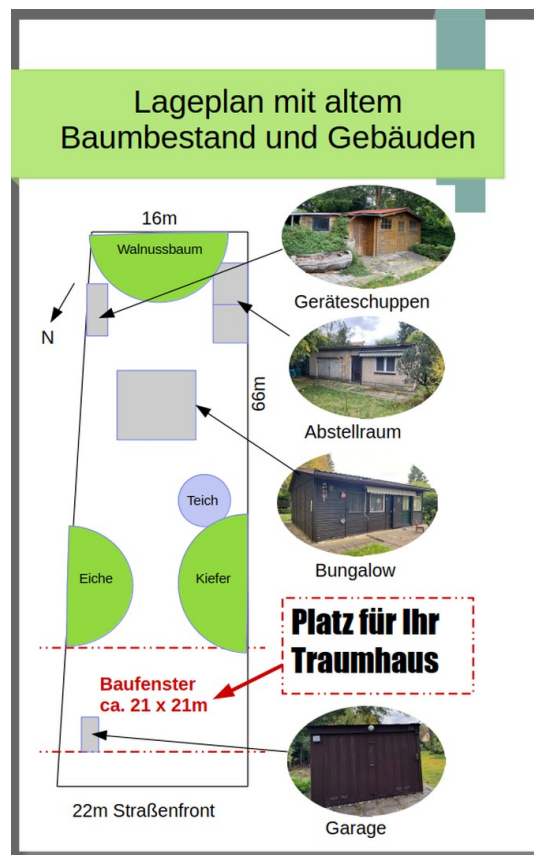 Lageplan mit altem
Baumbestand und Gebäuden
16m
Walnussbaum
Geräteschuppen
N
66m
Abstellraum
Teich
Bungalow
Eiche
Kiefer
Platz für Ihr
Traumhaus
Baufenster
ca. 21 x 21m
22m Straßenfront
Garage